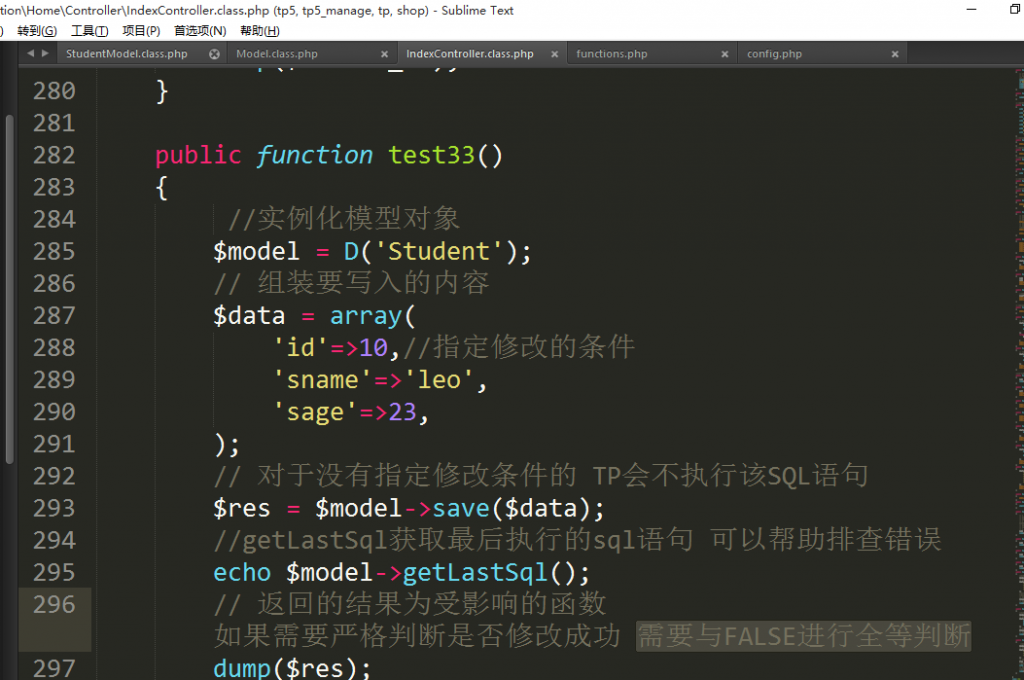 tion\Home\Controller\IndexController.class.php (tp5, tp5_manage, tp, shop) - Sublime Text
) 转到(G) 工具(T) 项目(P) 首选项(N) 帮助(H)
StudentModel.class.php Model.class.php IndexController.class.php functions.php config.php
280 }
281
282 public function test33()
283 {
284 //实例化模型对象
285 $model = D('Student');
286 // 组装要写入的内容
287 $data = array(
288 'id'=>10,//指定修改的条件
289 'sname'=>'leo',
290 'sage'=>23,
291 );
292 // 对于没有指定修改条件的 TP会不执行该SQL语句
293 $res = $model->save($data);
294 //getLastSql获取最后执行的sql语句 可以帮助排查错误
295 echo $model->getLastSql();
296 // 返回的结果为受影响的函数
如果需要严格判断是否修改成功 需要与FALSE进行全等判断
297 dump($res);